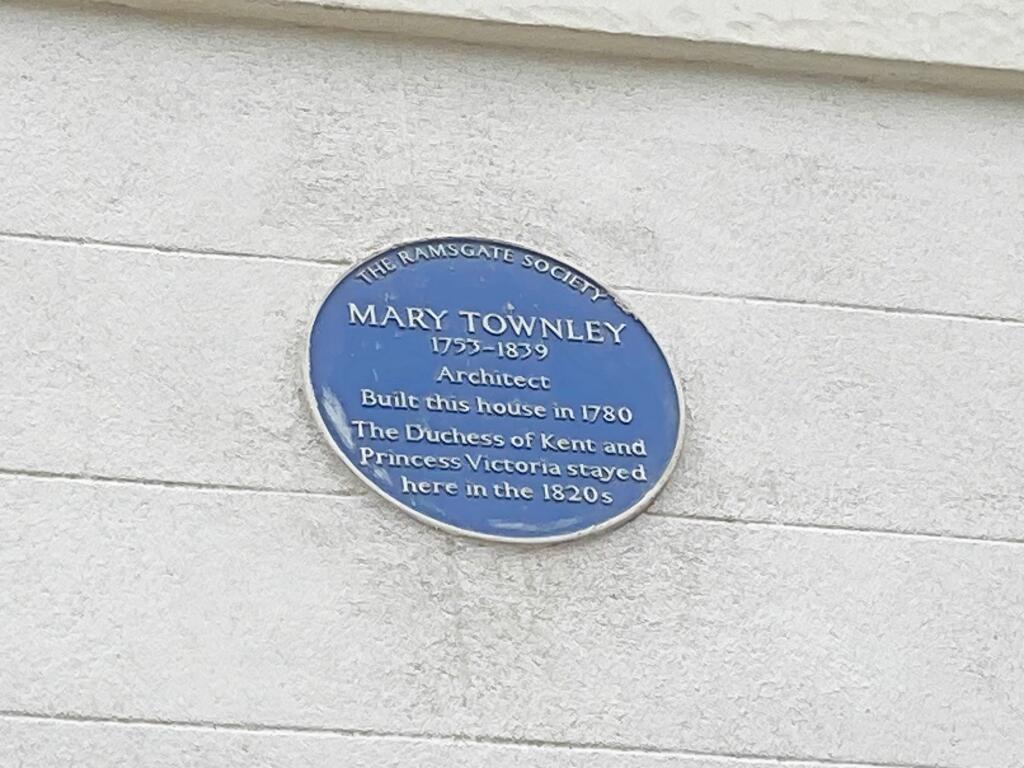 THE RAMSGATE SOCIETY
MARY TOWNLEY
1753-1839
Architect
Built this house in 1780
The Duchess of Kent and
Princess Victoria stayed
here in the 1820s